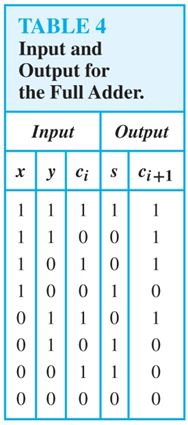 TABLE 4
Input and
Output for
the Full Adder.
Input Output
x y cᵢ s cᵢ₊₁
1 1 1 1 1
1 1 0 0 1
1 0 1 0 1
1 0 0 1 0
0 1 1 0 1
0 1 0 1 0
0 0 1 1 0
0 0 0 0 0